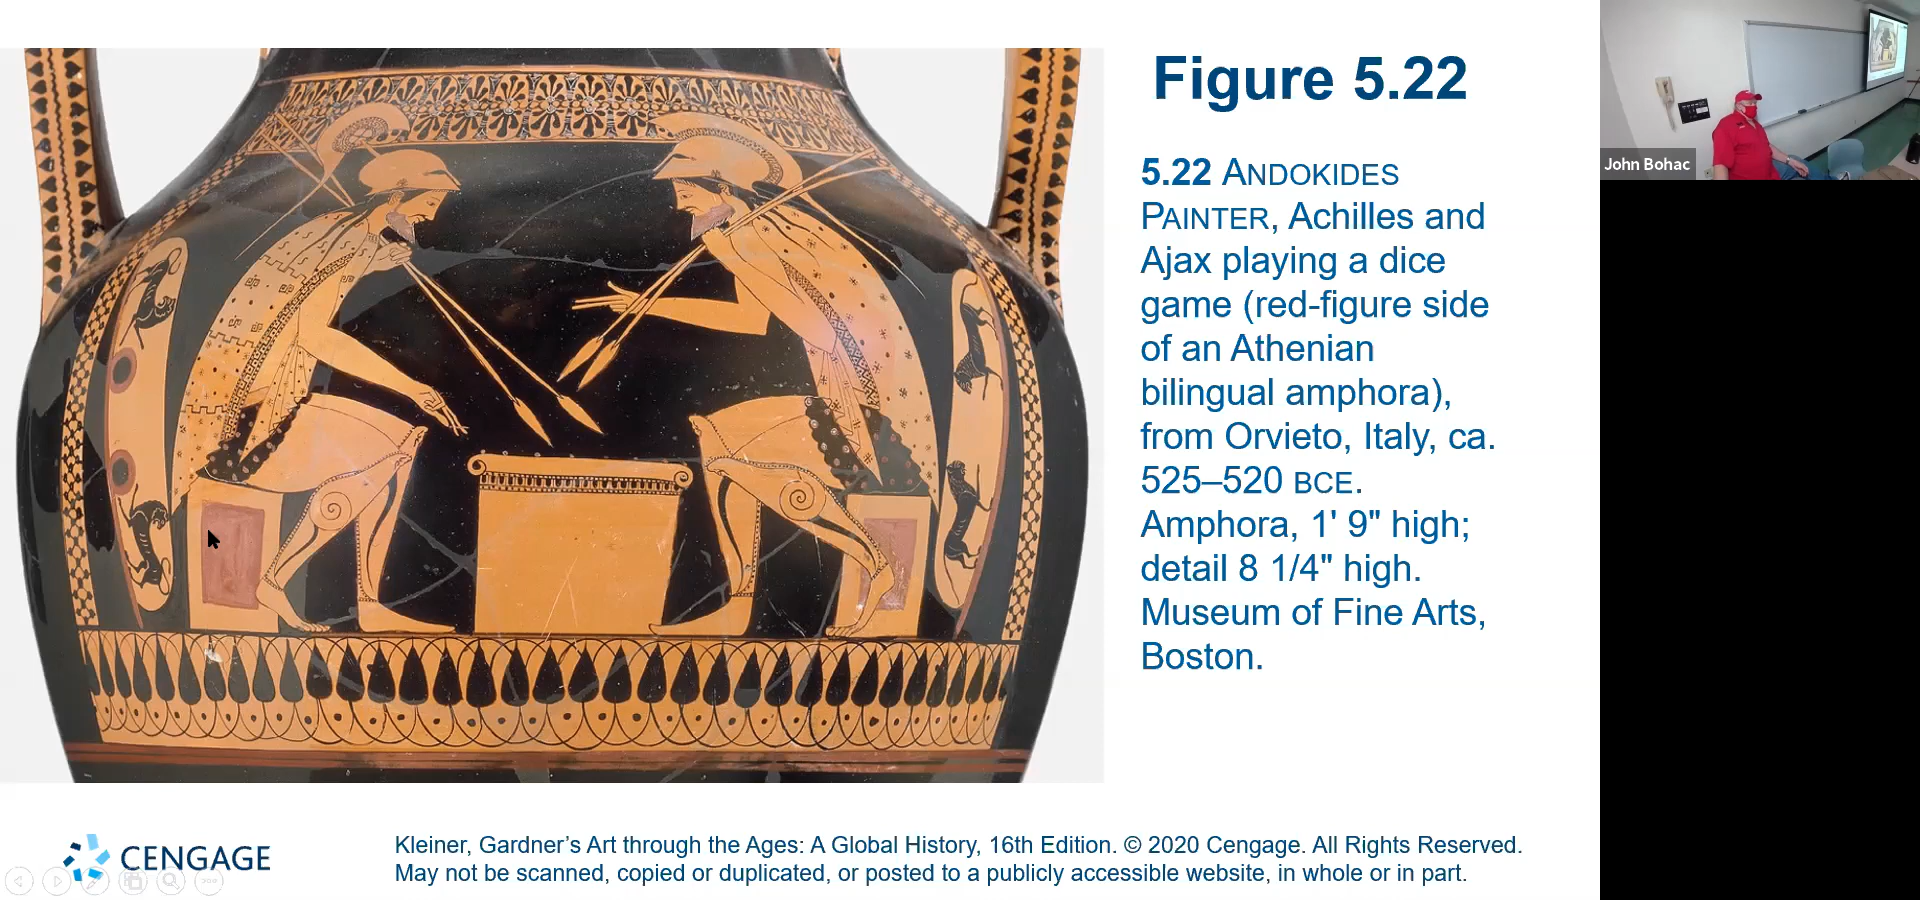 Figure 5.22
5.22 ANDOKIDES
PAINTER, Achilles and
Ajax playing a dice
game (red-figure side
of an Athenian
bilingual amphora),
from Orvieto, Italy, ca.
525–520 BCE.
Amphora, 1' 9" high;
detail 8 1/4" high.
Museum of Fine Arts,
Boston.
John Bohac
CENGAGE
Kleiner, Gardner’s Art through the Ages: A Global History, 16th Edition. © 2020 Cengage. All Rights Reserved.
May not be scanned, copied or duplicated, or posted to a publicly accessible website, in whole or in part.